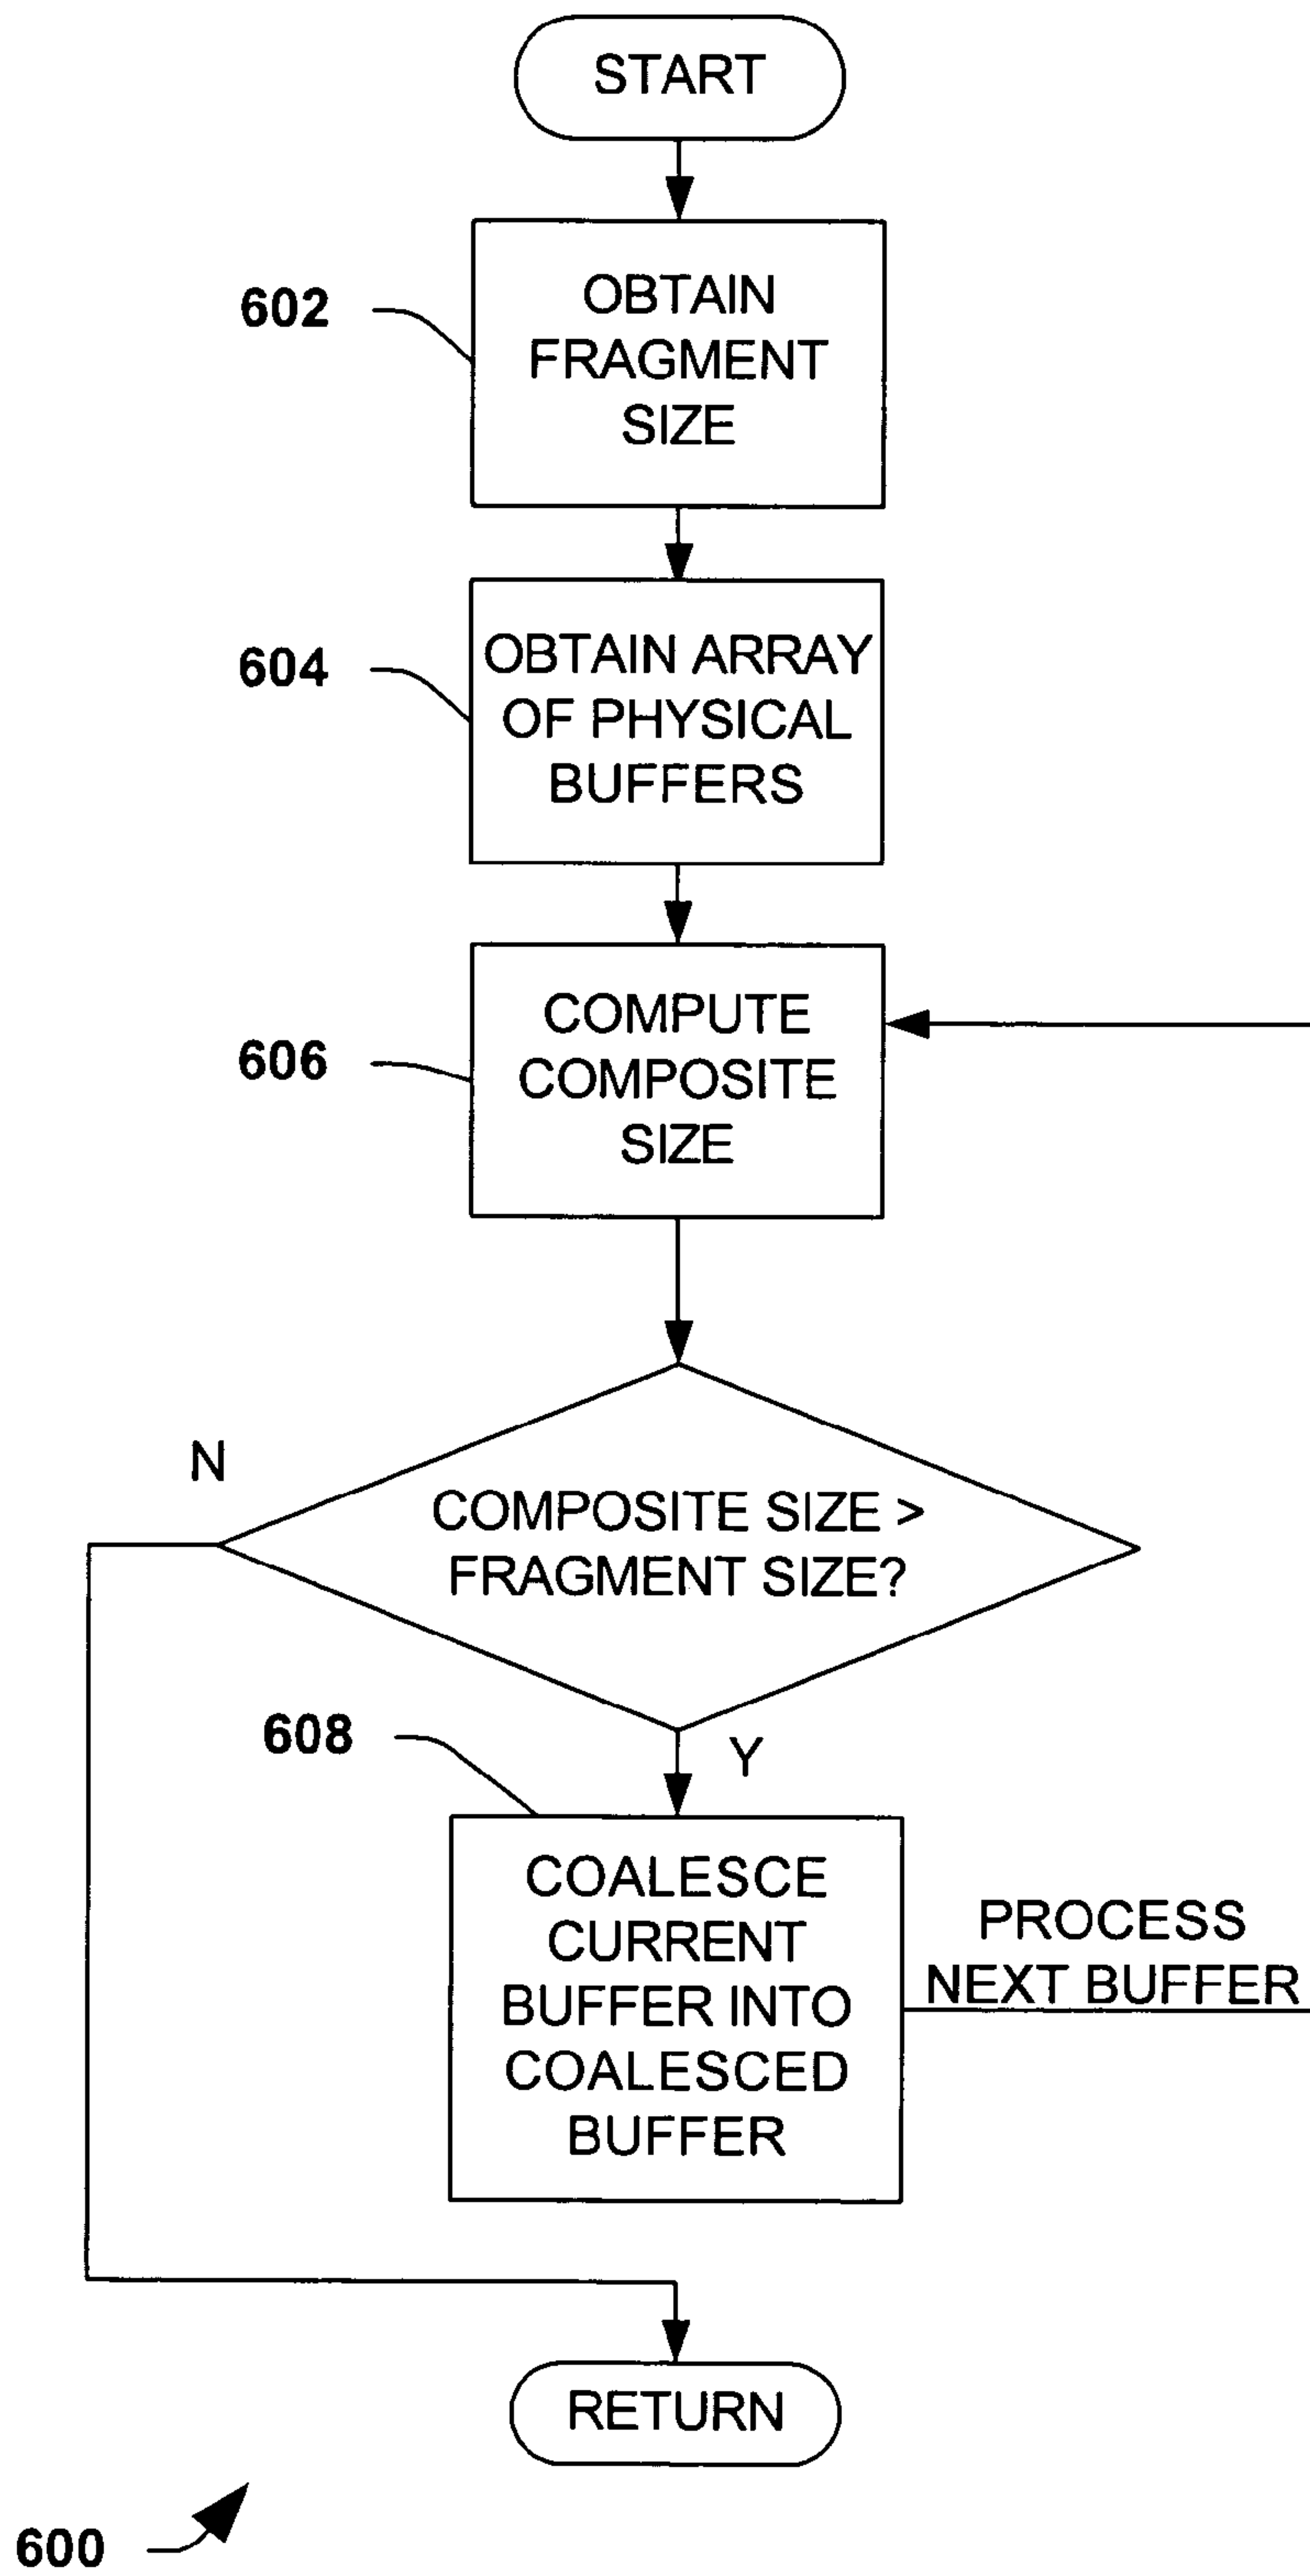 START
602
OBTAIN
FRAGMENT
SIZE
604
OBTAIN ARRAY
OF PHYSICAL
BUFFERS
606
COMPUTE
COMPOSITE
SIZE
N
COMPOSITE SIZE >
FRAGMENT SIZE?
608
Y
COALESCE
CURRENT
BUFFER INTO
COALESCED
BUFFER
PROCESS
NEXT BUFFER
RETURN
600